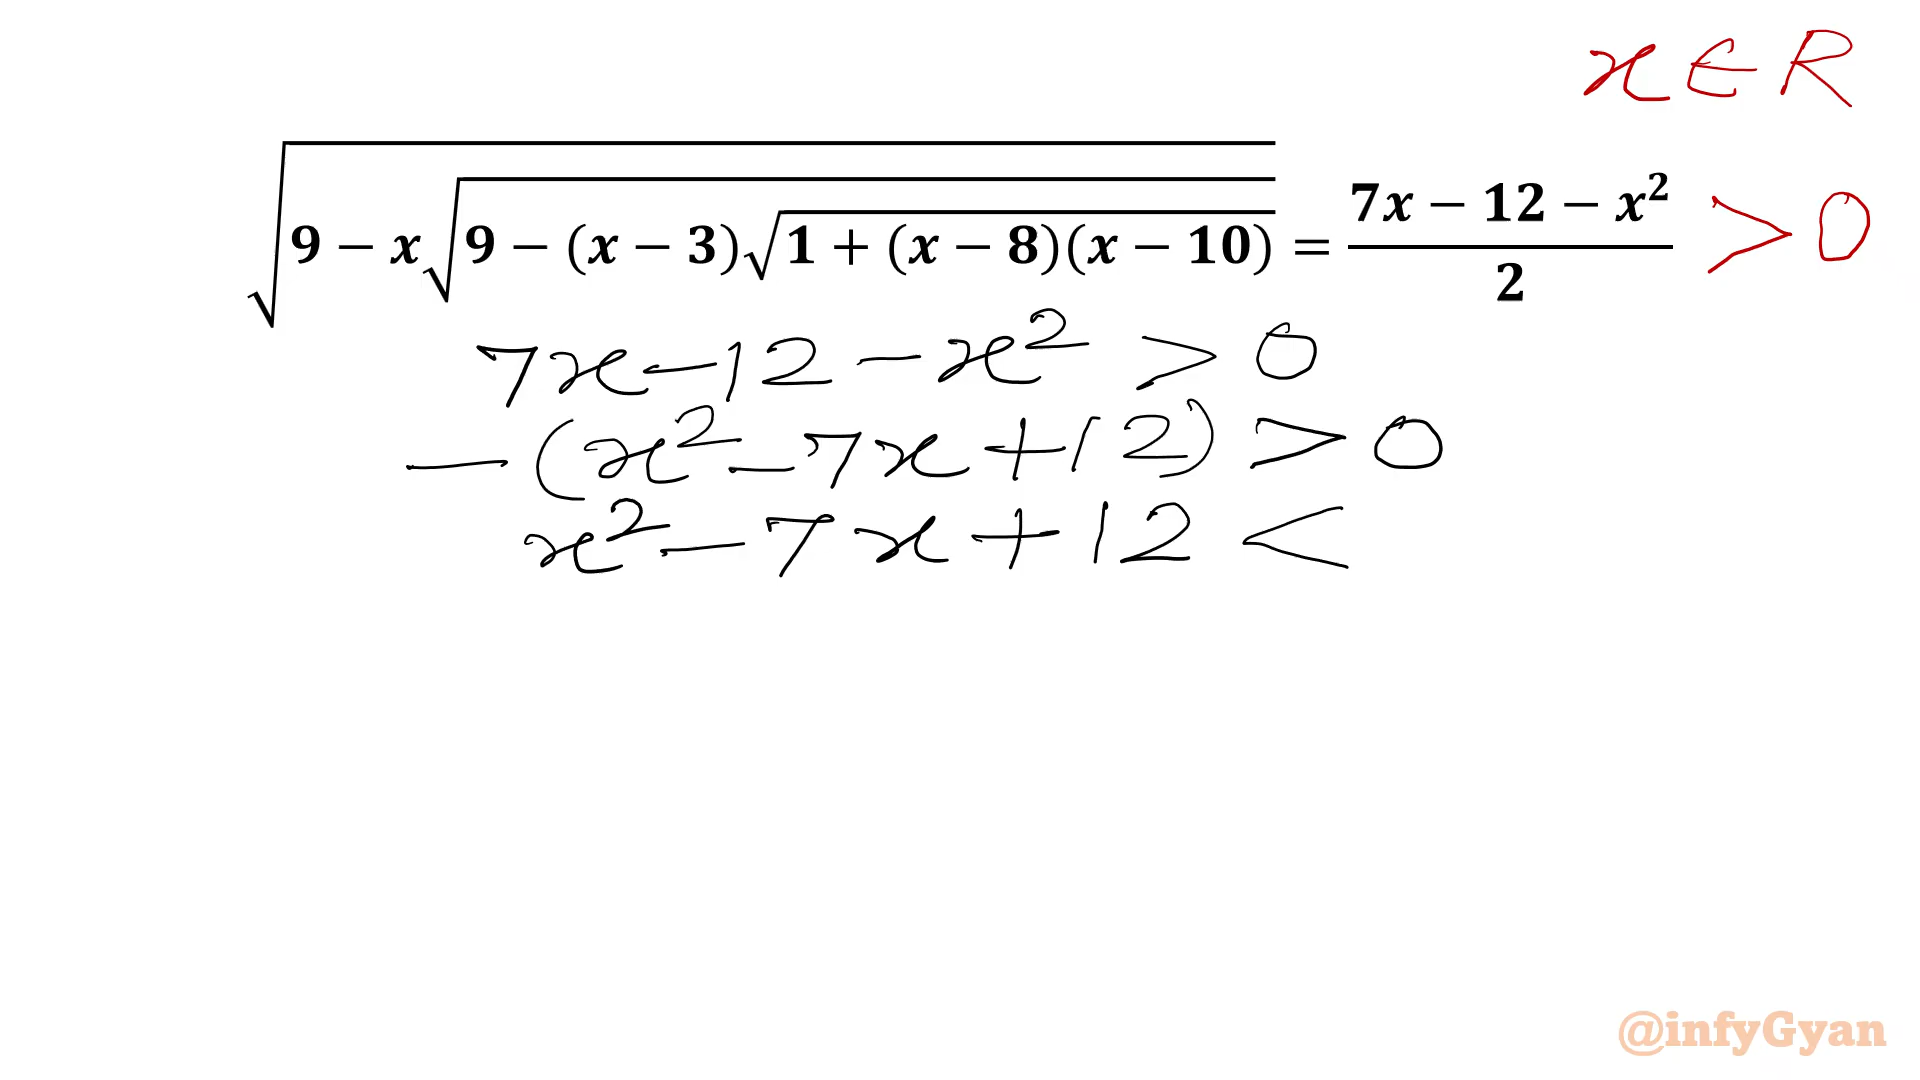 x ∈ R
√(9 − x√(9 − (x − 3)√(1 + (x − 8)(x − 10)))) = (7x − 12 − x²)/2 > 0
7x − 12 − x² > 0
− (x² − 7x + 12) > 0
x² − 7x + 12 <
@infyGyan